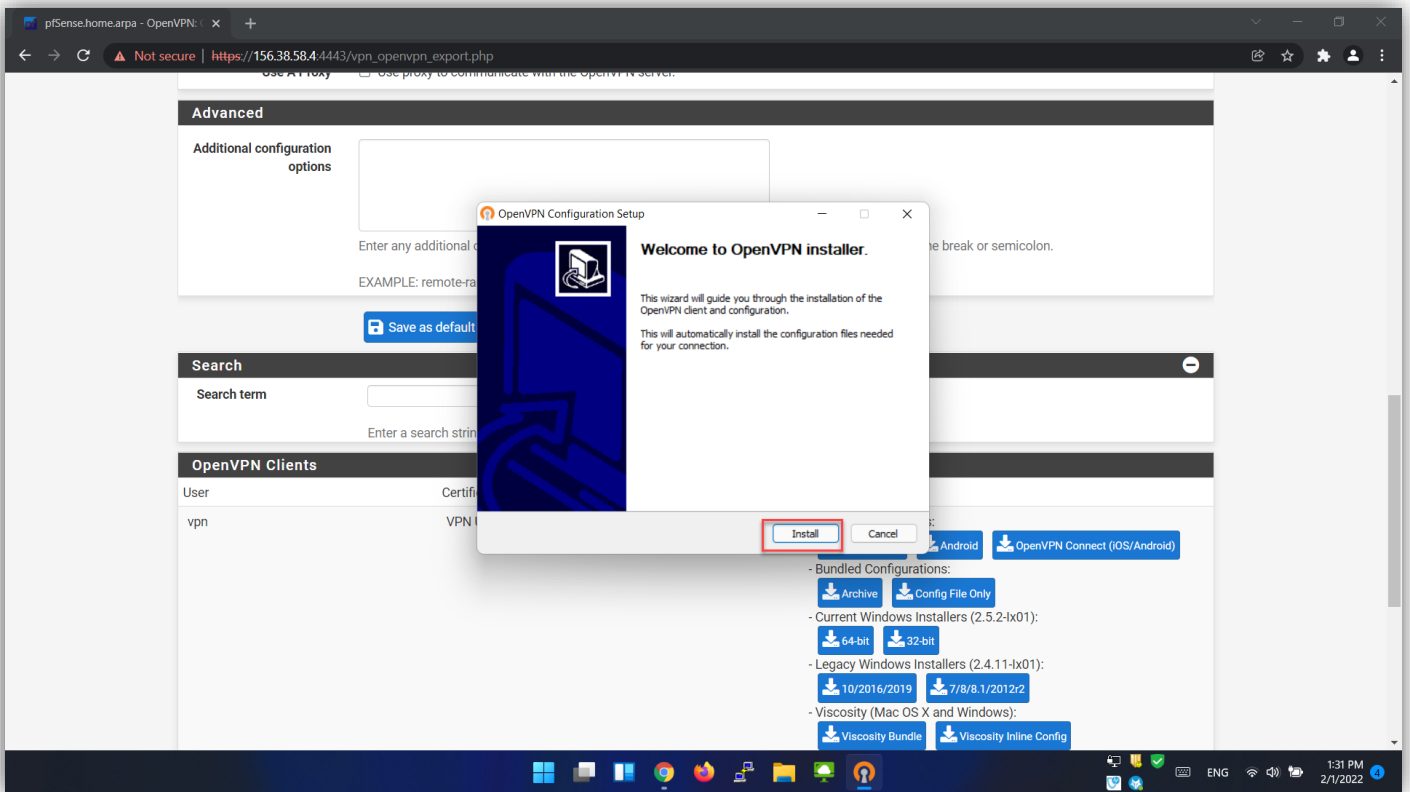 pfSense.home.arpa - OpenVPN:
Not secure | https://156.38.58.4:4443/vpn_openvpn_export.php
Use A Proxy Use proxy to communicate with the OpenVPN server.
Advanced
Additional configuration
options
Enter any additional
break or semicolon.
EXAMPLE:
Save as default
Search
Search term
Enter a search
OpenVPN Clients
User
vpn
VPN
OpenVPN Configuration Setup
Welcome to OpenVPN installer.
This wizard will guide you through the installation of the
OpenVPN client and configuration.
This will automatically install the configuration files needed
for your connection.
Install Cancel
Android OpenVPN Connect (iOS/Android)
- Bundled Configurations:
Archive Config File Only
- Current Windows Installers (2.5.2-Ix01):
64-bit 32-bit
- Legacy Windows Installers (2.4.11-Ix01):
10/2016/2019 7/8/8.1/2012r2
- Viscosity (Mac OS X and Windows):
Viscosity Bundle Viscosity Inline Config
ENG
1:31 PM
2/1/2022
4